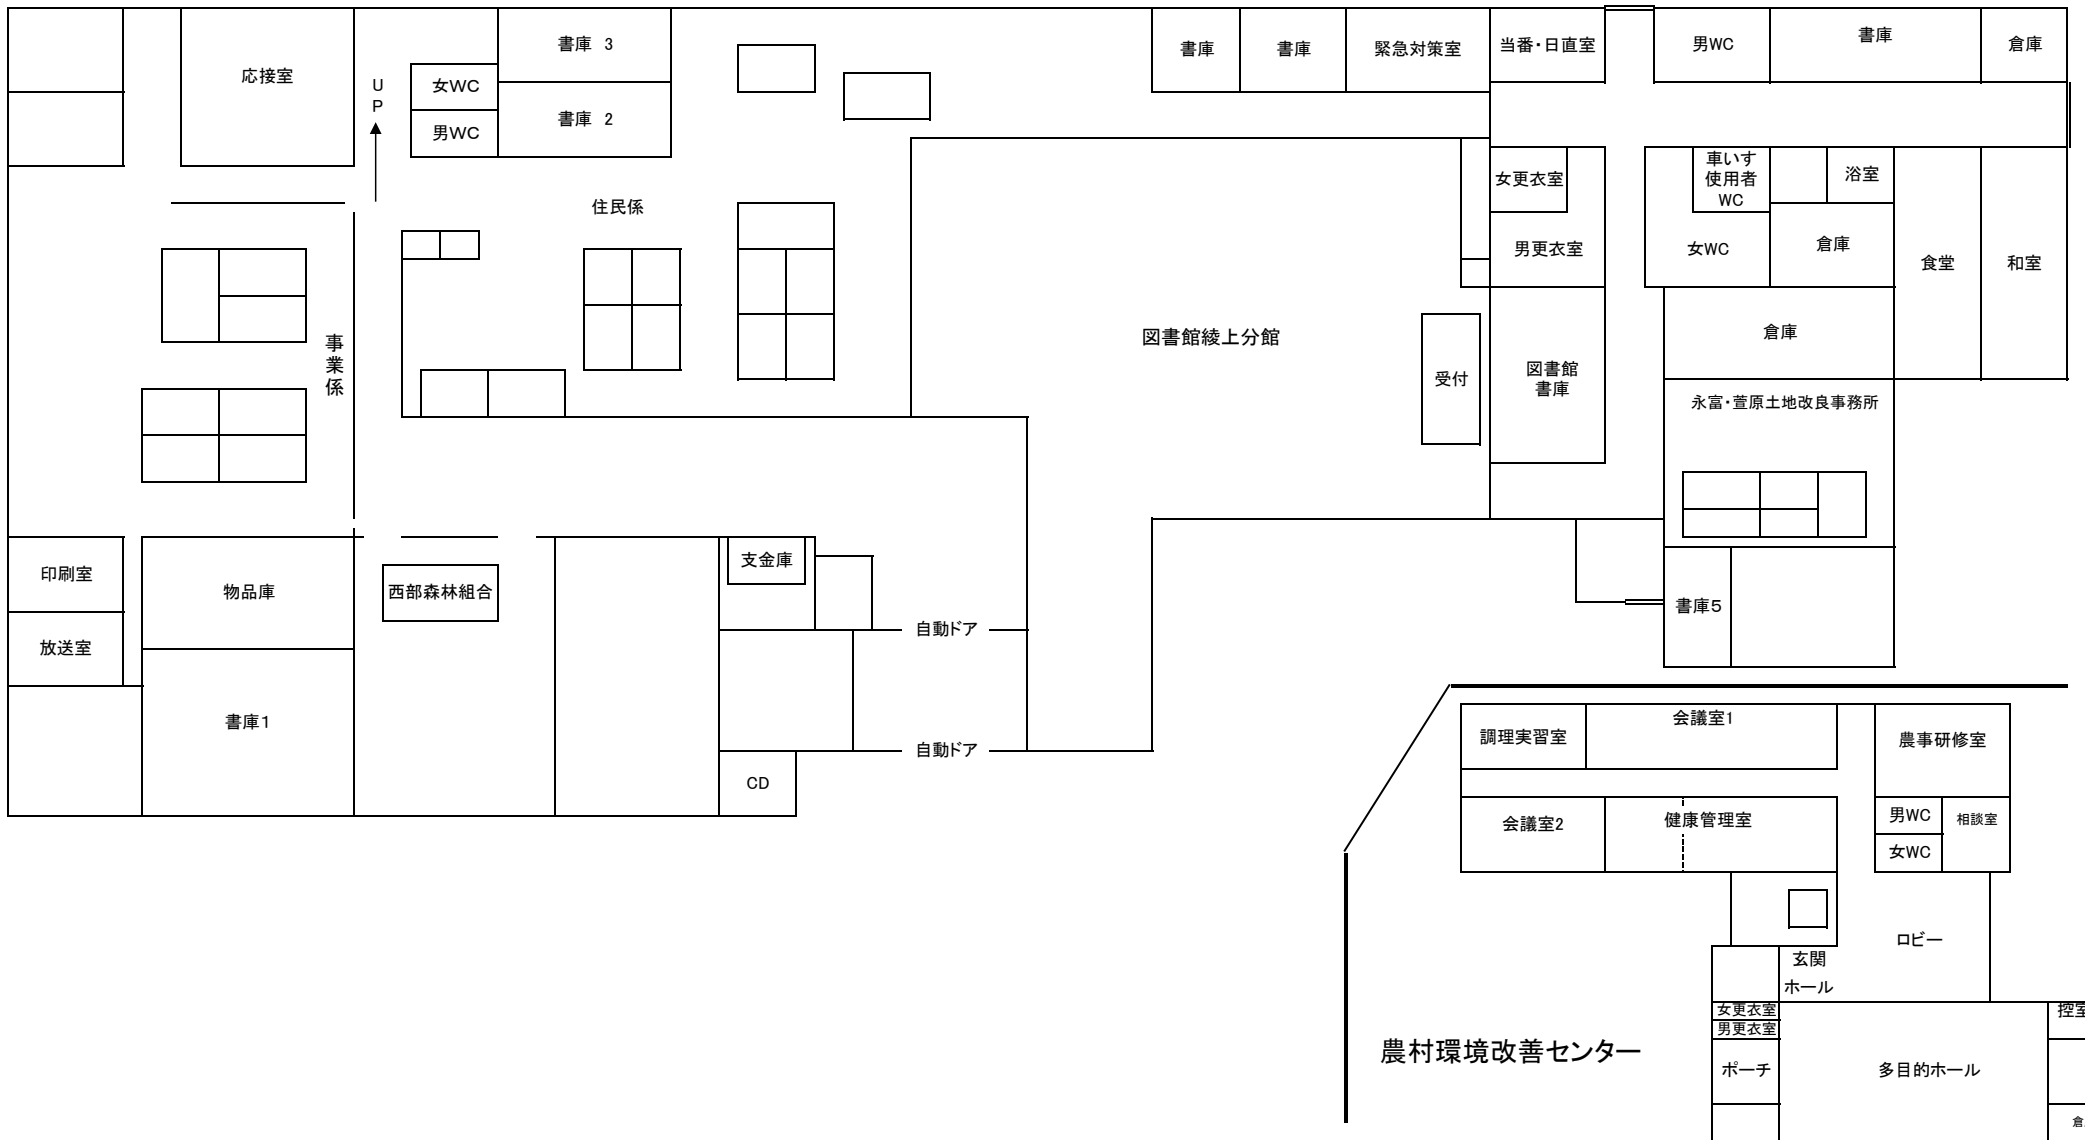 応接室
U
P
女WC
男WC
書庫 3
書庫 2
書庫
書庫
緊急対策室
当番・日直室
男WC
書庫
倉庫
住民係
事
業
係
図書館綾上分館
受付
女更衣室
男更衣室
図書館
書庫
車いす
使用者
WC
女WC
浴室
倉庫
食堂
和室
倉庫
永富・萱原土地改良事務所
書庫5
印刷室
放送室
物品庫
書庫1
西部森林組合
支金庫
自動ドア
自動ドア
CD
調理実習室
会議室1
農事研修室
会議室2
健康管理室
男WC
女WC
相談室
ロビー
玄関
ホール
女更衣室
男更衣室
ポーチ
多目的ホール
控室
農村環境改善センター